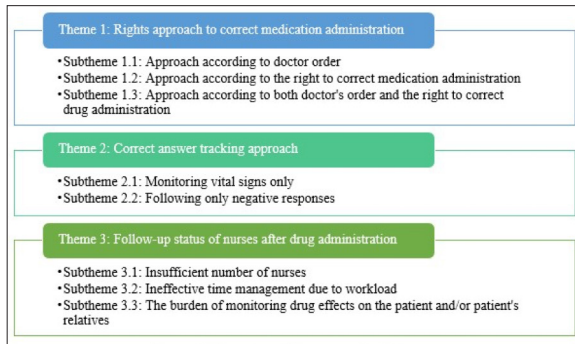 Theme 1: Rights approach to correct medication administration
•Subtheme 1.1: Approach according to doctor order
•Subtheme 1.2: Approach according to the right to correct medication administration
•Subtheme 1.3: Approach according to both doctor's order and the right to correct
drug administration
Theme 2: Correct answer tracking approach
•Subtheme 2.1: Monitoring vital signs only
•Subtheme 2.2: Following only negative responses
Theme 3: Follow-up status of nurses after drug administration
•Subtheme 3.1: Insufficient number of nurses
•Subtheme 3.2: Ineffective time management due to workload
•Subtheme 3.3: The burden of monitoring drug effects on the patient and/or patient's
relatives